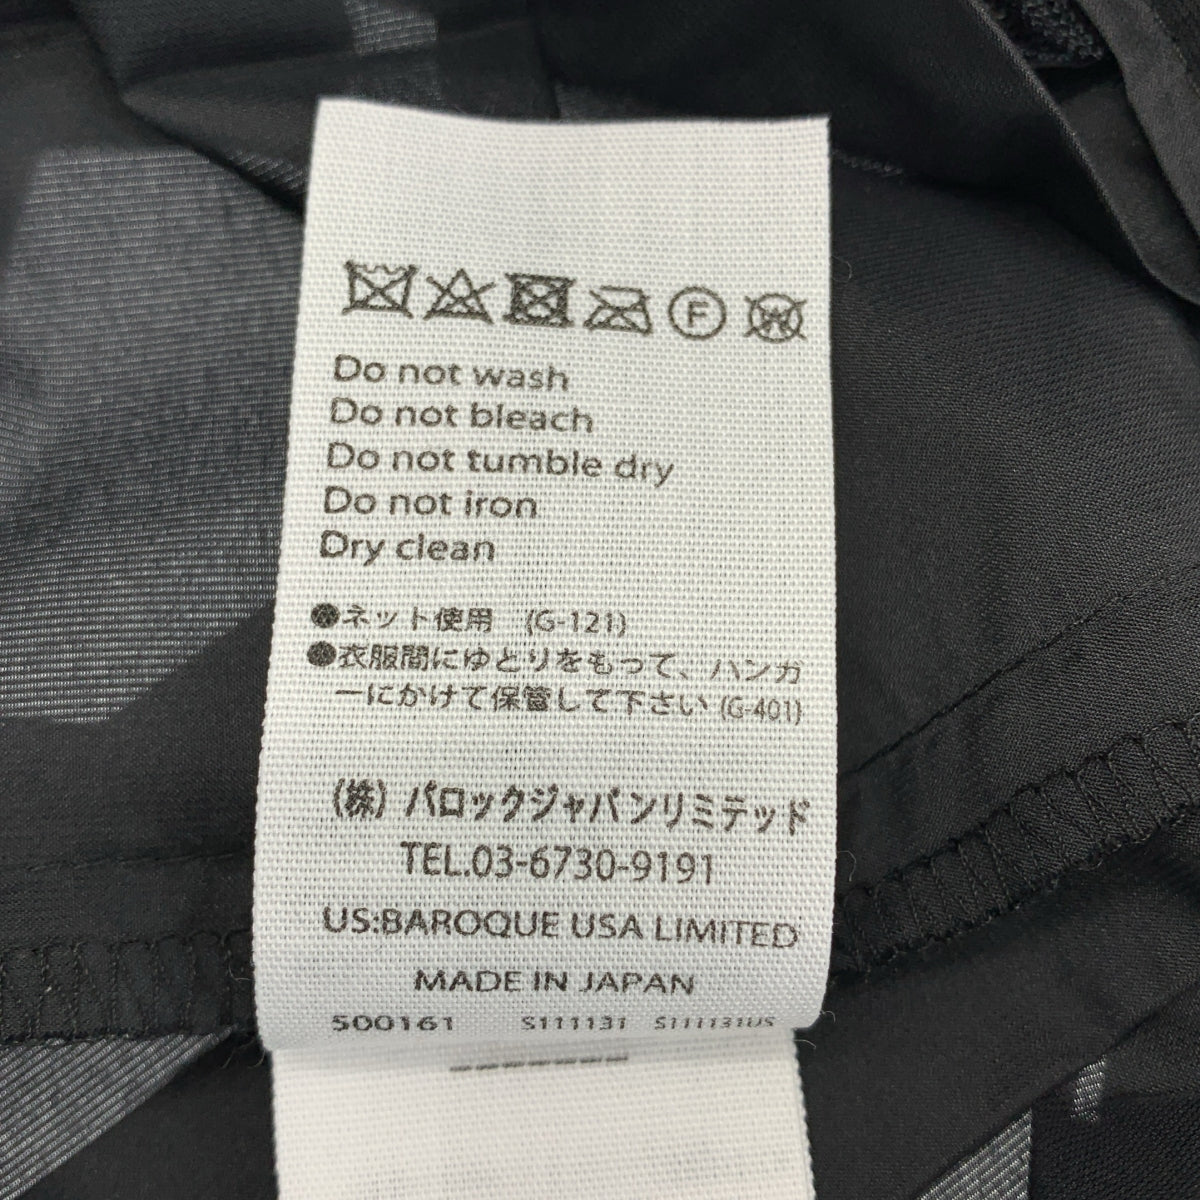 F W
Do not wash
Do not bleach
Do not tumble dry
Do not iron
Dry clean
●ネット使用 (G-121)
●衣服間にゆとりをもって、ハンガ
ーにかけて保管して下さい (G-401)
(株) バロックジャパンリミテッド
TEL.03-6730-9191
US:BAROQUE USA LIMITED
MADE IN JAPAN
500161 S111131 S111131US